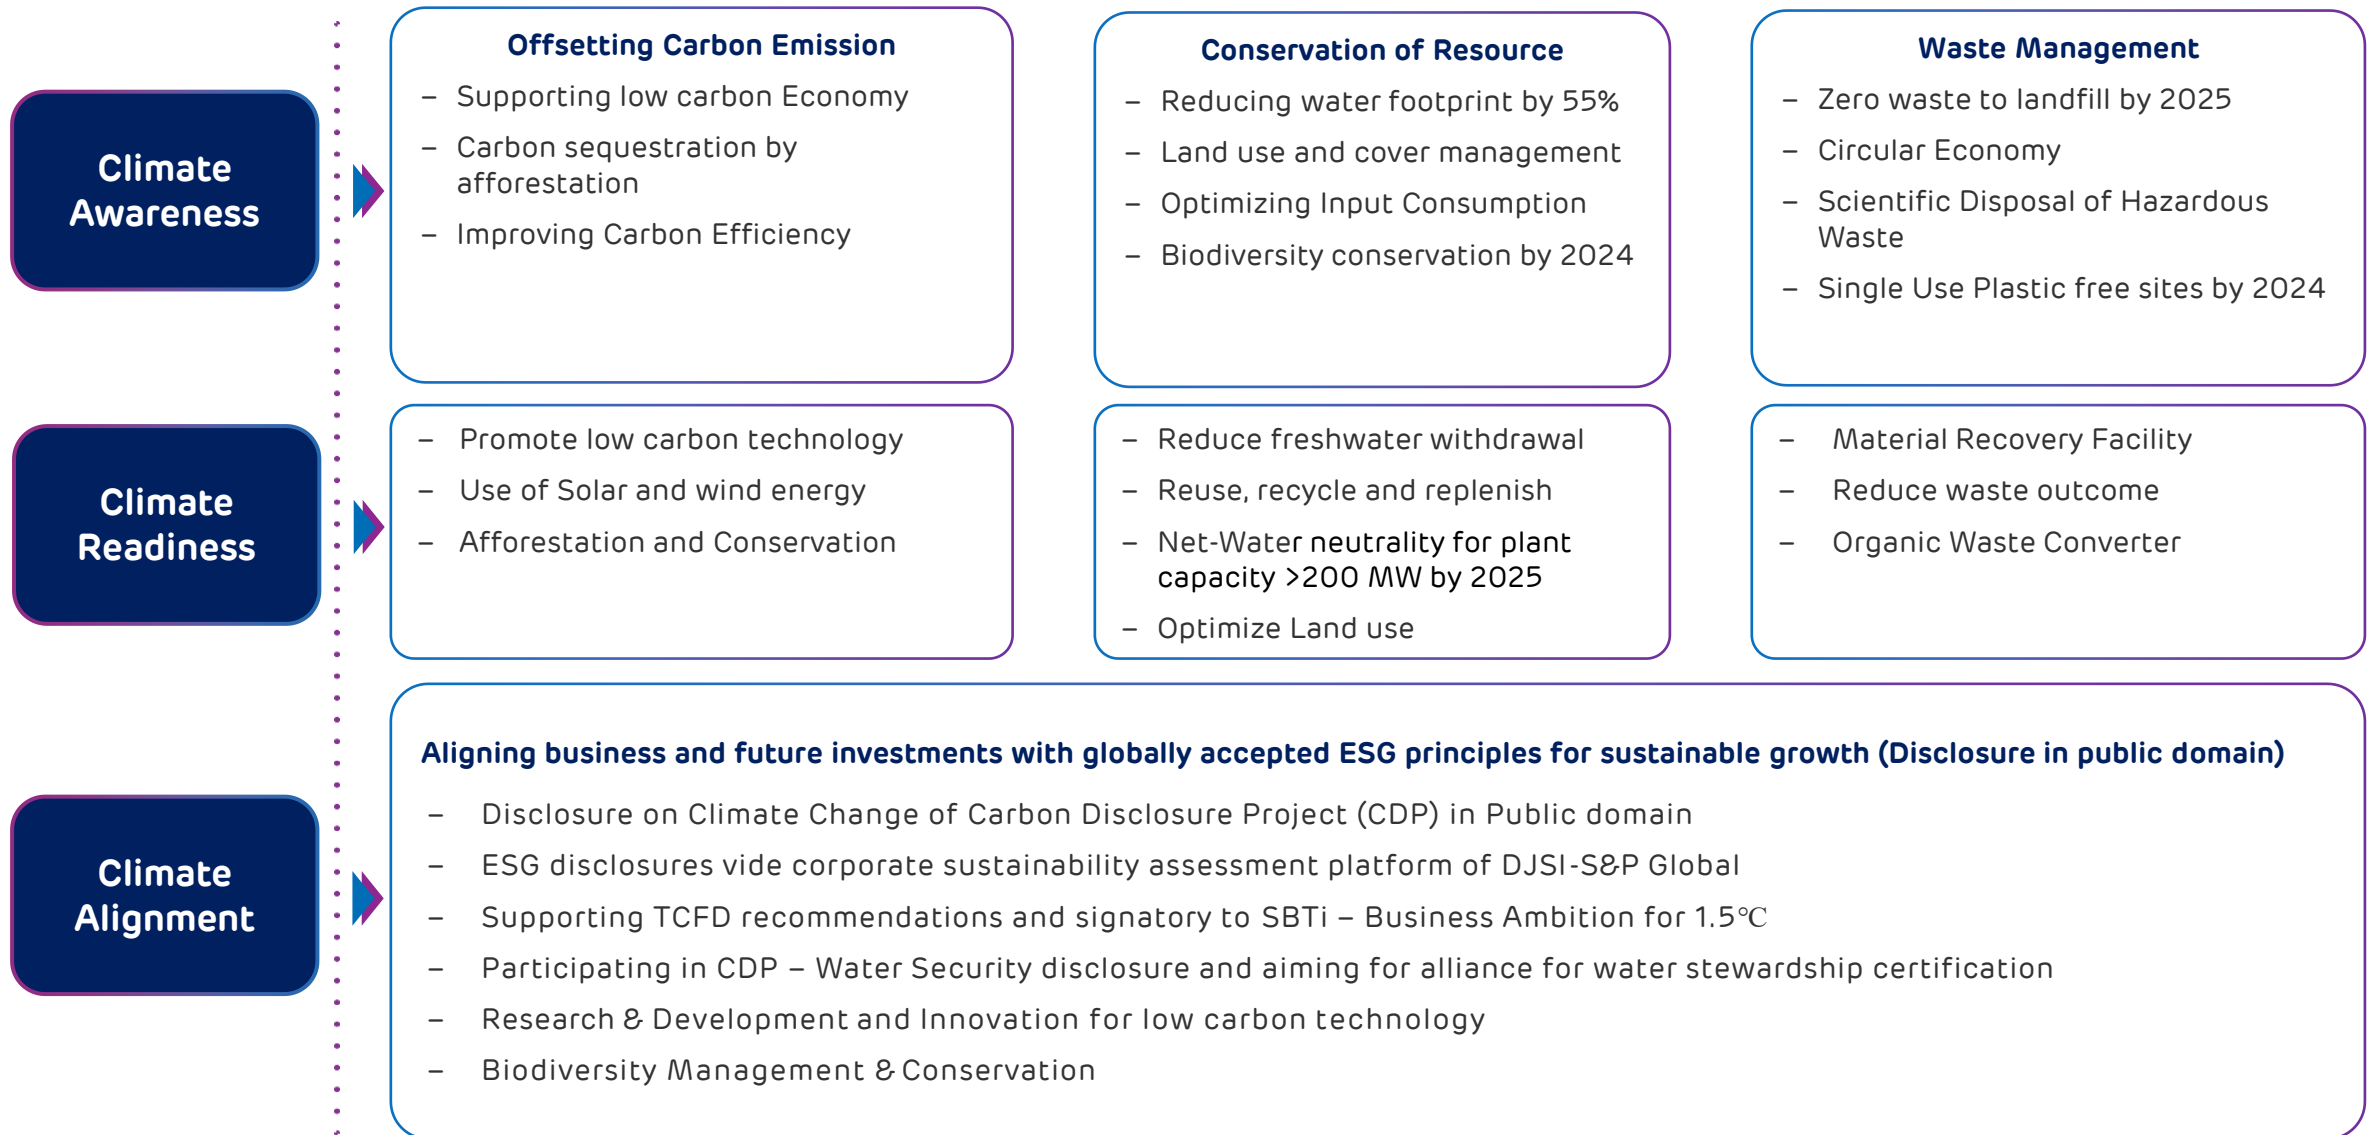 Climate
Awareness
Offsetting Carbon Emission
– Supporting low carbon Economy
– Carbon sequestration by
afforestation
– Improving Carbon Efficiency
Conservation of Resource
– Reducing water footprint by 55%
– Land use and cover management
– Optimizing Input Consumption
– Biodiversity conservation by 2024
Waste Management
– Zero waste to landfill by 2025
– Circular Economy
– Scientific Disposal of Hazardous
Waste
– Single Use Plastic free sites by 2024
Climate
Readiness
– Promote low carbon technology
– Use of Solar and wind energy
– Afforestation and Conservation
– Reduce freshwater withdrawal
– Reuse, recycle and replenish
– Net-Water neutrality for plant
capacity >200 MW by 2025
– Optimize Land use
– Material Recovery Facility
– Reduce waste outcome
– Organic Waste Converter
Climate
Alignment
Aligning business and future investments with globally accepted ESG principles for sustainable growth (Disclosure in public domain)
– Disclosure on Climate Change of Carbon Disclosure Project (CDP) in Public domain
– ESG disclosures vide corporate sustainability assessment platform of DJSI-S&P Global
– Supporting TCFD recommendations and signatory to SBTi – Business Ambition for 1.5℃
– Participating in CDP – Water Security disclosure and aiming for alliance for water stewardship certification
– Research & Development and Innovation for low carbon technology
– Biodiversity Management & Conservation